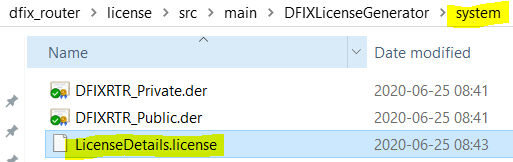 dfix_router > license > src > main > DFIXLicenseGenerator > system
Name Date modified
DFIXRTR_Private.der 2020-06-25 08:41
DFIXRTR_Public.der 2020-06-25 08:41
LicenseDetails.license 2020-06-25 08:43